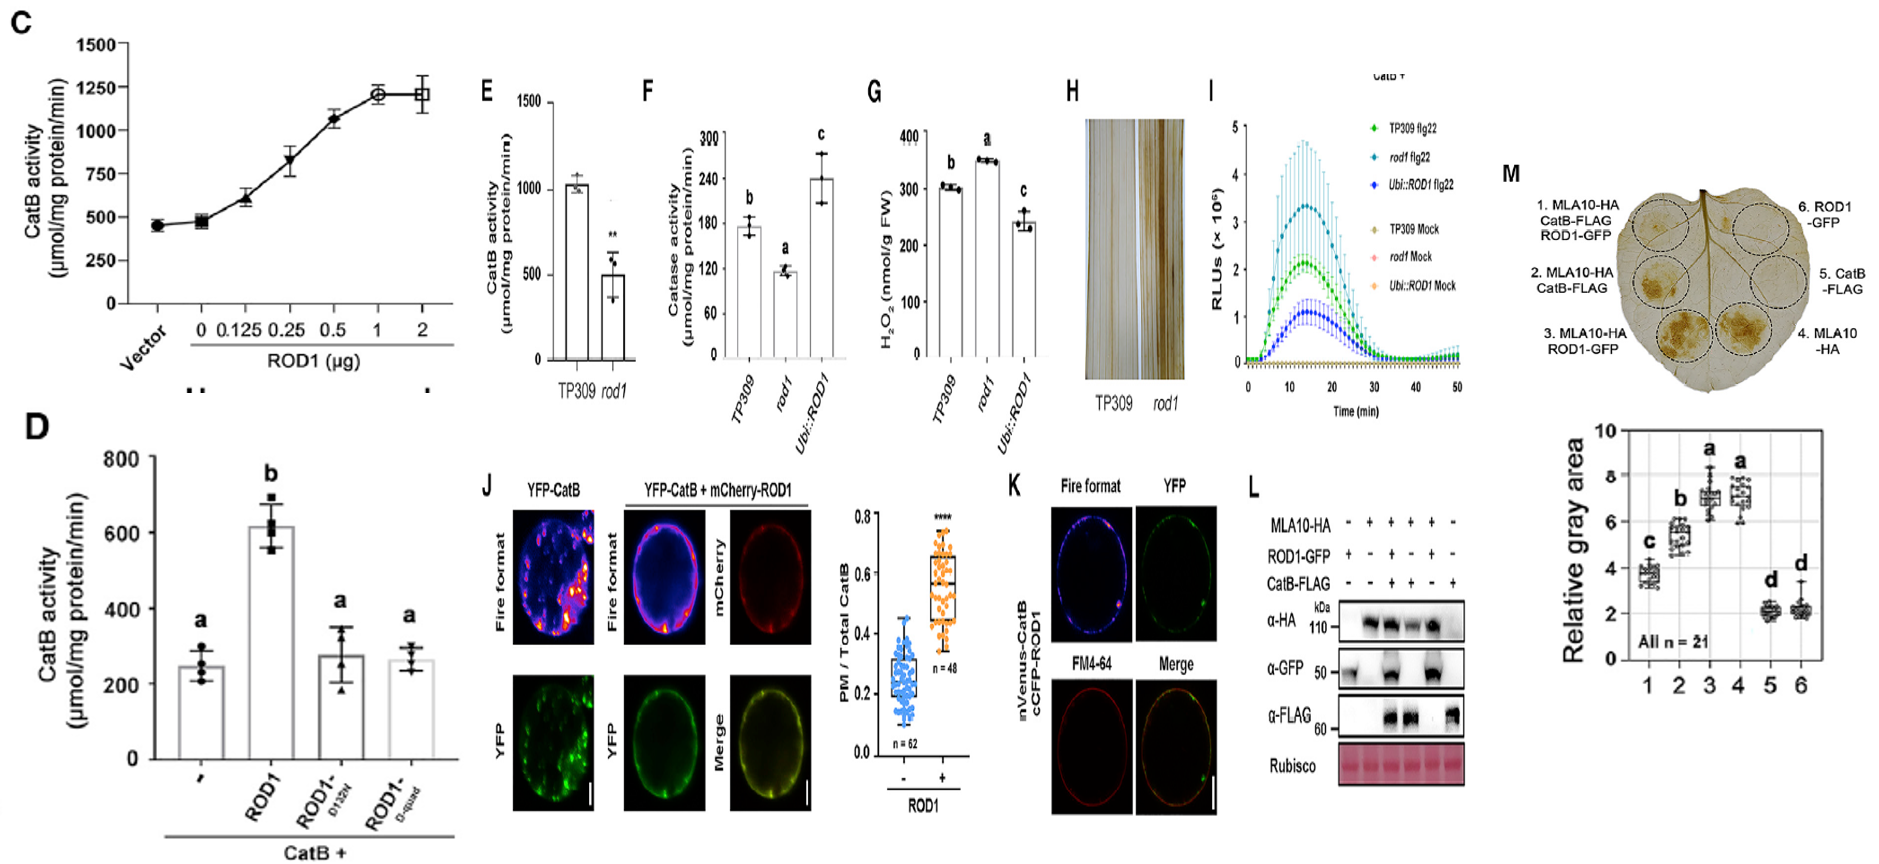 C
CatB activity
(µmol/mg protein/min)
1500
1250
1000
750
500
250
0
Vector
0 0.125 0.25 0.5 1 2
ROD1 (µg)
D
CatB activity
(µmol/mg protein/min)
800
600
400
200
0
a
b
a
a
-
ROD1
ROD1-
D132N
ROD1-
D-quad
CatB +
E
CatB activity
(µmol/mg protein/min)
1500
1000
500
0
**
TP309 rod1
F
Catase activity
(µmol/mg protein/min)
300
240
180
120
60
0
b
a
c
TP309
rod1
Ubi::ROD1
G
H₂O₂ (nmol/g FW)
400
300
200
100
0
b
a
c
TP309
rod1
Ubi::ROD1
H
TP309 rod1
I
CatB +
RLUs (× 10⁶)
5
4
3
2
1
0
TP309 flg22
rod1 flg22
Ubi::ROD1 flg22
TP309 Mock
rod1 Mock
Ubi::ROD1 Mock
0 10 20 30 40 50
Time (min)
J
YFP-CatB
YFP-CatB + mCherry-ROD1
Fire format
Fire format
mCherry
YFP
YFP
Merge
PM / Total CatB
0.8
0.6
0.4
0.2
0.0
****
n = 48
n = 62
- +
ROD1
K
Fire format YFP
FM4-64 Merge
nVenus-CatB
cCFP-ROD1
L
MLA10-HA - + + + + -
ROD1-GFP + - + - + -
CatB-FLAG - - + + - +
kDa
α-HA 110
α-GFP 50
α-FLAG 60
Rubisco
M
1. MLA10-HA
CatB-FLAG
ROD1-GFP
2. MLA10-HA
CatB-FLAG
3. MLA10-HA
ROD1-GFP
6. ROD1
-GFP
5. CatB
-FLAG
4. MLA10
-HA
Relative gray area
10
8
6
4
2
0
c
b
a
a
d
d
All n = 21
1 2 3 4 5 6